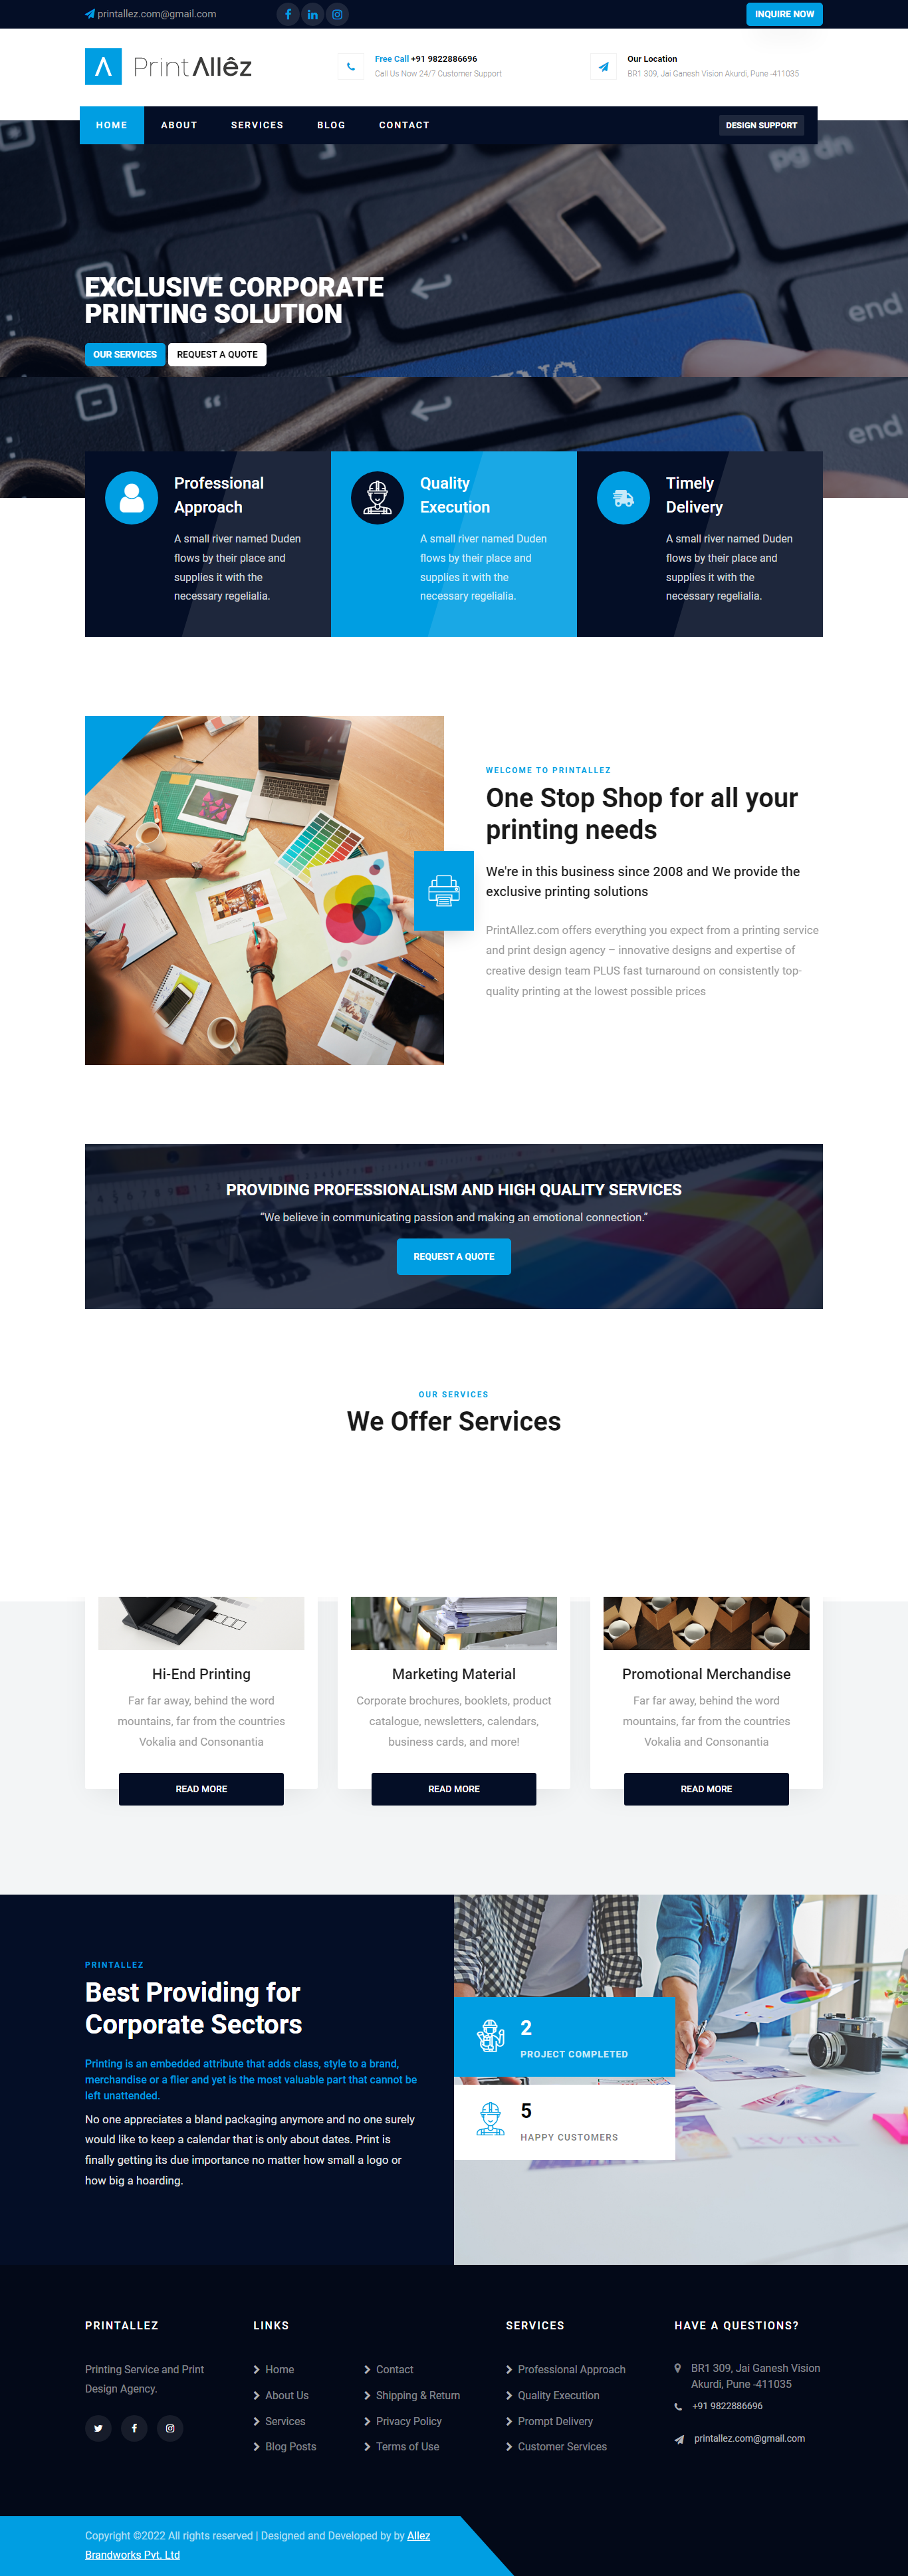 printallez.com@gmail.com
INQUIRE NOW
Print Allêz
Free Call +91 9822886696
Call Us Now 24/7 Customer Support
Our Location
BR1 309, Jai Ganesh Vision Akurdi, Pune -411035
HOME
ABOUT
SERVICES
BLOG
CONTACT
DESIGN SUPPORT
pg dn
end
EXCLUSIVE CORPORATE
PRINTING SOLUTION
OUR SERVICES
REQUEST A QUOTE
end
Professional
Approach
A small river named Duden
flows by their place and
supplies it with the
necessary regelialia.
Quality
Execution
A small river named Duden
flows by their place and
supplies it with the
necessary regelialia.
Timely
Delivery
A small river named Duden
flows by their place and
supplies it with the
necessary regelialia.
WELCOME TO PRINTALLEZ
One Stop Shop for all your
printing needs
We're in this business since 2008 and We provide the
exclusive printing solutions
PrintAllez.com offers everything you expect from a printing service
and print design agency – innovative designs and expertise of
creative design team PLUS fast turnaround on consistently top-
quality printing at the lowest possible prices
PROVIDING PROFESSIONALISM AND HIGH QUALITY SERVICES
“We believe in communicating passion and making an emotional connection.”
REQUEST A QUOTE
OUR SERVICES
We Offer Services
Hi-End Printing
Far far away, behind the word
mountains, far from the countries
Vokalia and Consonantia
READ MORE
Marketing Material
Corporate brochures, booklets, product
catalogue, newsletters, calendars,
business cards, and more!
READ MORE
Promotional Merchandise
Far far away, behind the word
mountains, far from the countries
Vokalia and Consonantia
READ MORE
PRINTALLEZ
Best Providing for
Corporate Sectors
Printing is an embedded attribute that adds class, style to a brand,
merchandise or a flier and yet is the most valuable part that cannot be
left unattended.
No one appreciates a bland packaging anymore and no one surely
would like to keep a calendar that is only about dates. Print is
finally getting its due importance no matter how small a logo or
how big a hoarding.
2
PROJECT COMPLETED
5
HAPPY CUSTOMERS
PRINTALLEZ
Printing Service and Print
Design Agency.
LINKS
Home
About Us
Services
Blog Posts
Contact
Shipping & Return
Privacy Policy
Terms of Use
SERVICES
Professional Approach
Quality Execution
Prompt Delivery
Customer Services
HAVE A QUESTIONS?
BR1 309, Jai Ganesh Vision
Akurdi, Pune -411035
+91 9822886696
printallez.com@gmail.com
Copyright ©2022 All rights reserved | Designed and Developed by by Allez
Brandworks Pvt. Ltd